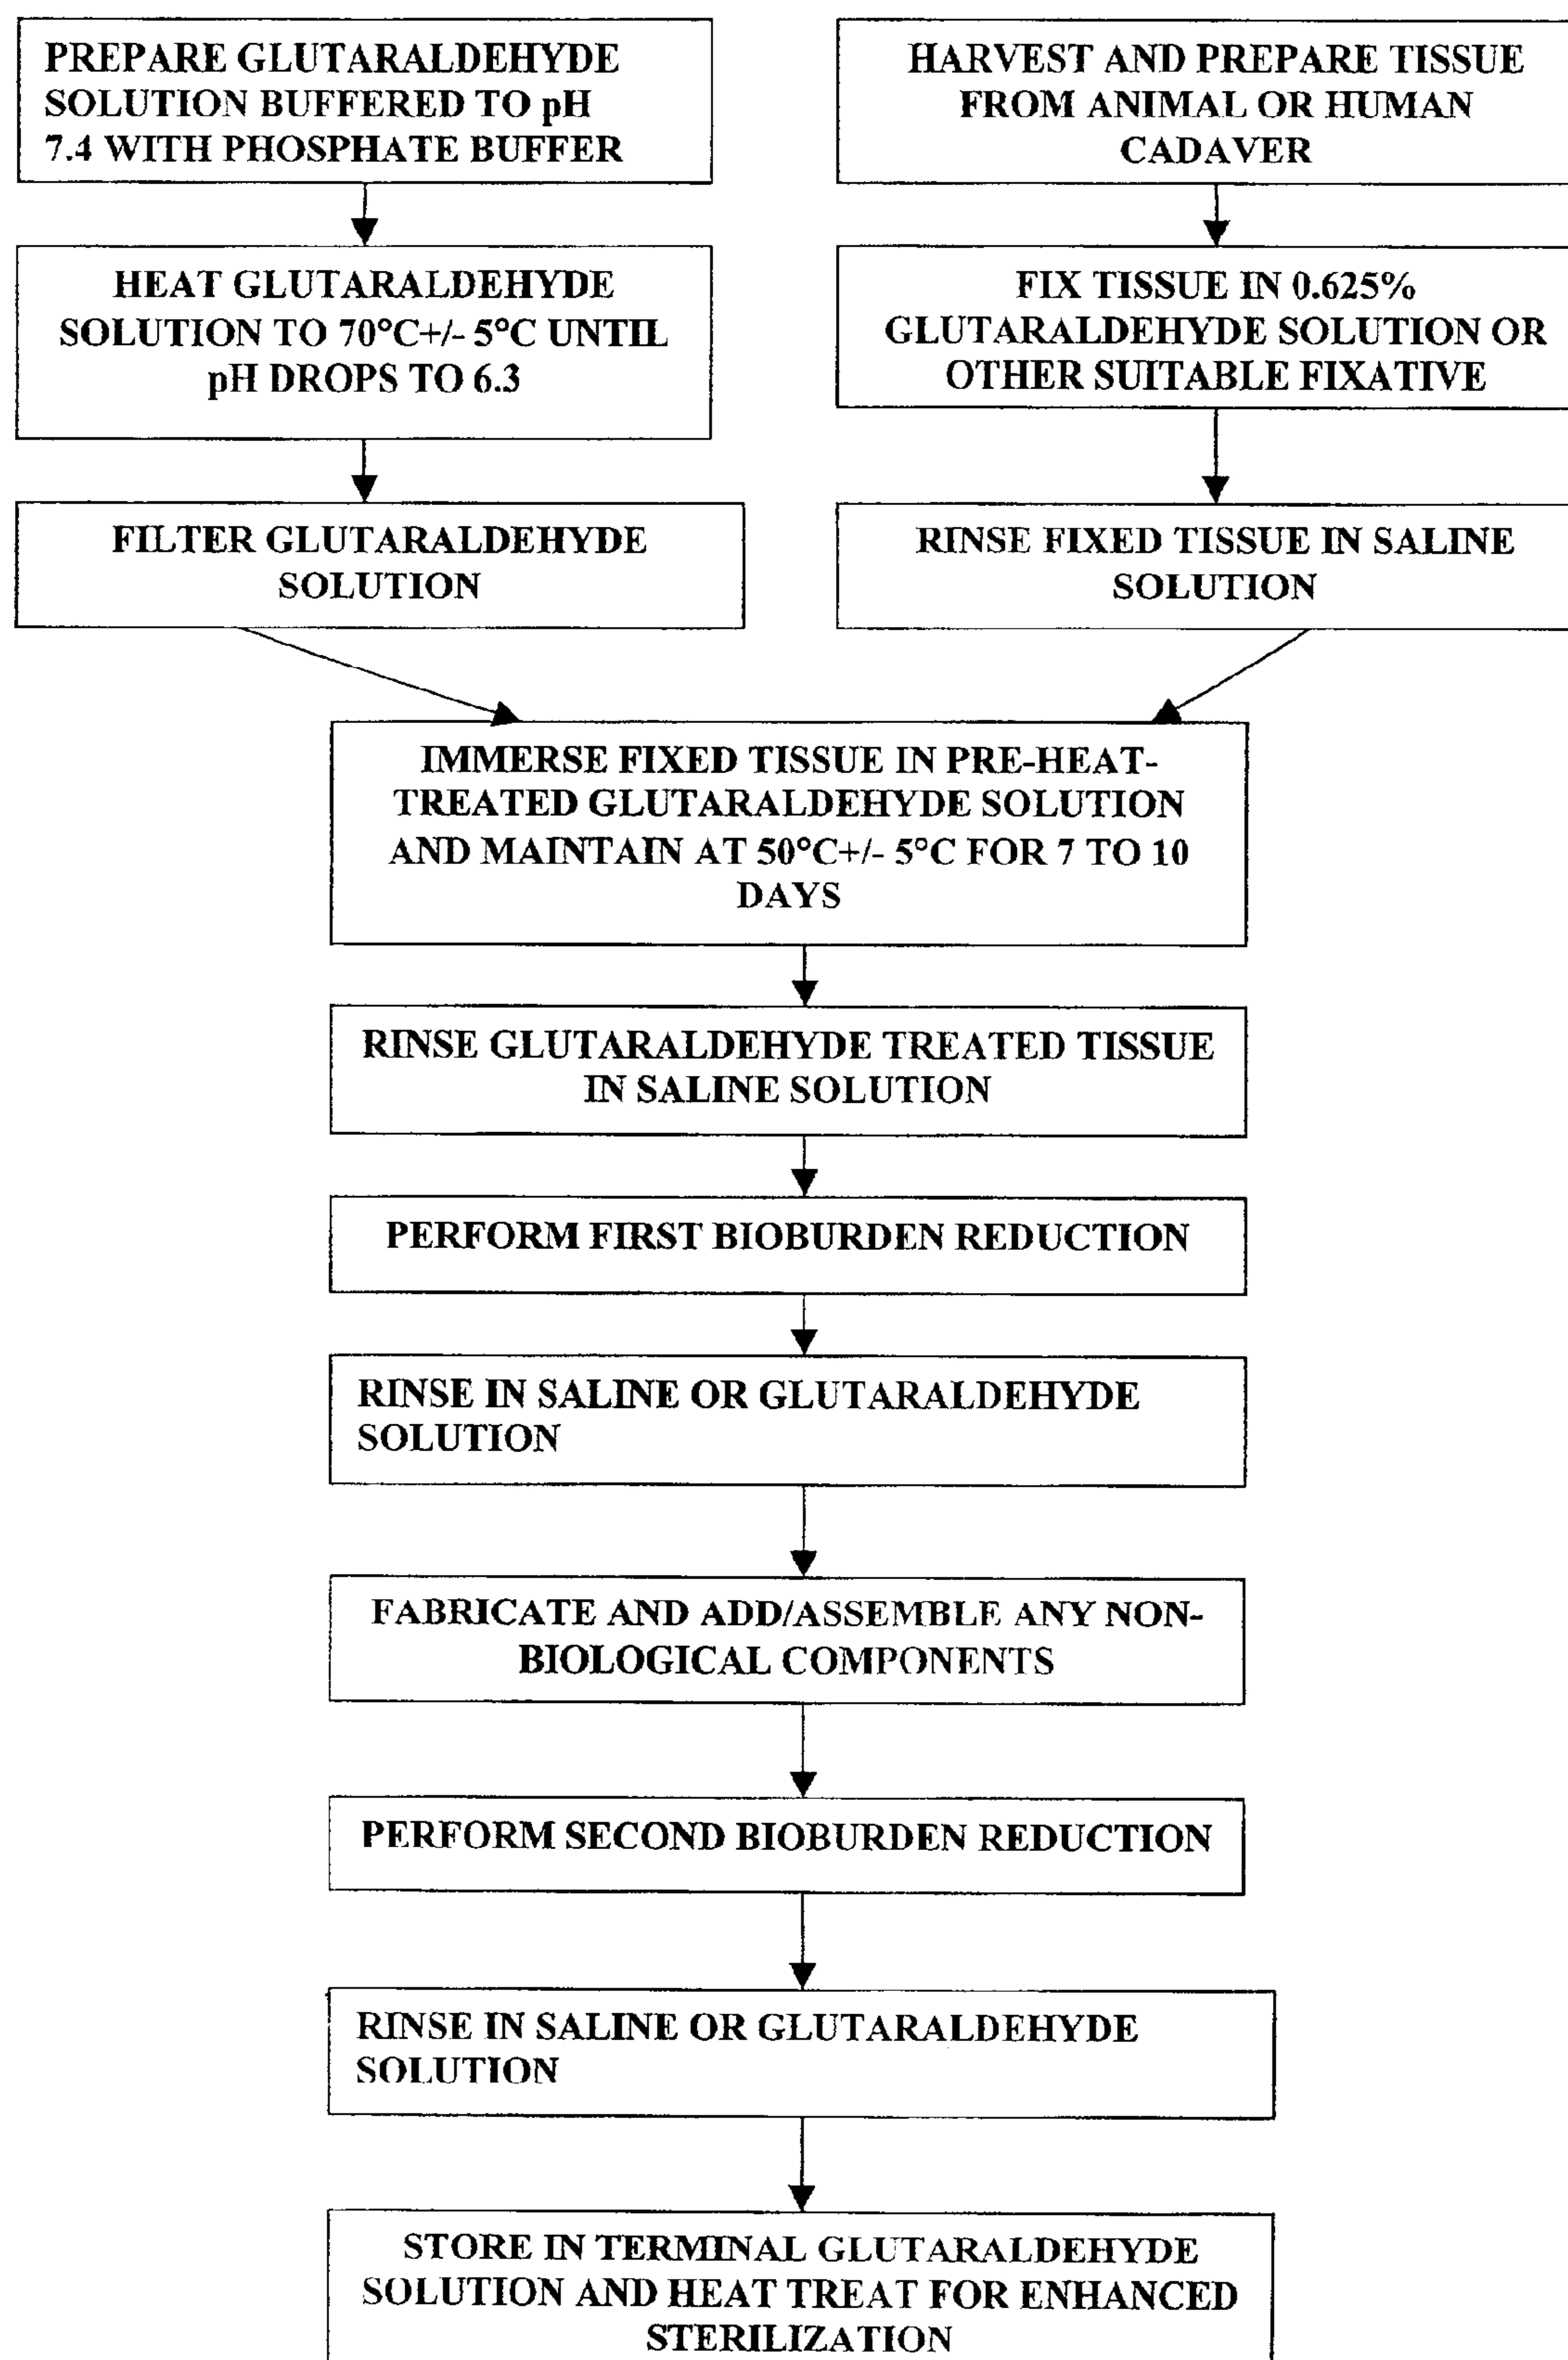 PREPARE GLUTARALDEHYDE
SOLUTION BUFFERED TO pH
7.4 WITH PHOSPHATE BUFFER
HEAT GLUTARALDEHYDE
SOLUTION TO 70°C+/- 5°C UNTIL
pH DROPS TO 6.3
FILTER GLUTARALDEHYDE
SOLUTION
HARVEST AND PREPARE TISSUE
FROM ANIMAL OR HUMAN
CADAVER
FIX TISSUE IN 0.625%
GLUTARALDEHYDE SOLUTION OR
OTHER SUITABLE FIXATIVE
RINSE FIXED TISSUE IN SALINE
SOLUTION
IMMERSE FIXED TISSUE IN PRE-HEAT-
TREATED GLUTARALDEHYDE SOLUTION
AND MAINTAIN AT 50°C+/- 5°C FOR 7 TO 10
DAYS
RINSE GLUTARALDEHYDE TREATED TISSUE
IN SALINE SOLUTION
PERFORM FIRST BIOBURDEN REDUCTION
RINSE IN SALINE OR GLUTARALDEHYDE
SOLUTION
FABRICATE AND ADD/ASSEMBLE ANY NON-
BIOLOGICAL COMPONENTS
PERFORM SECOND BIOBURDEN REDUCTION
RINSE IN SALINE OR GLUTARALDEHYDE
SOLUTION
STORE IN TERMINAL GLUTARALDEHYDE
SOLUTION AND HEAT TREAT FOR ENHANCED
STERILIZATION